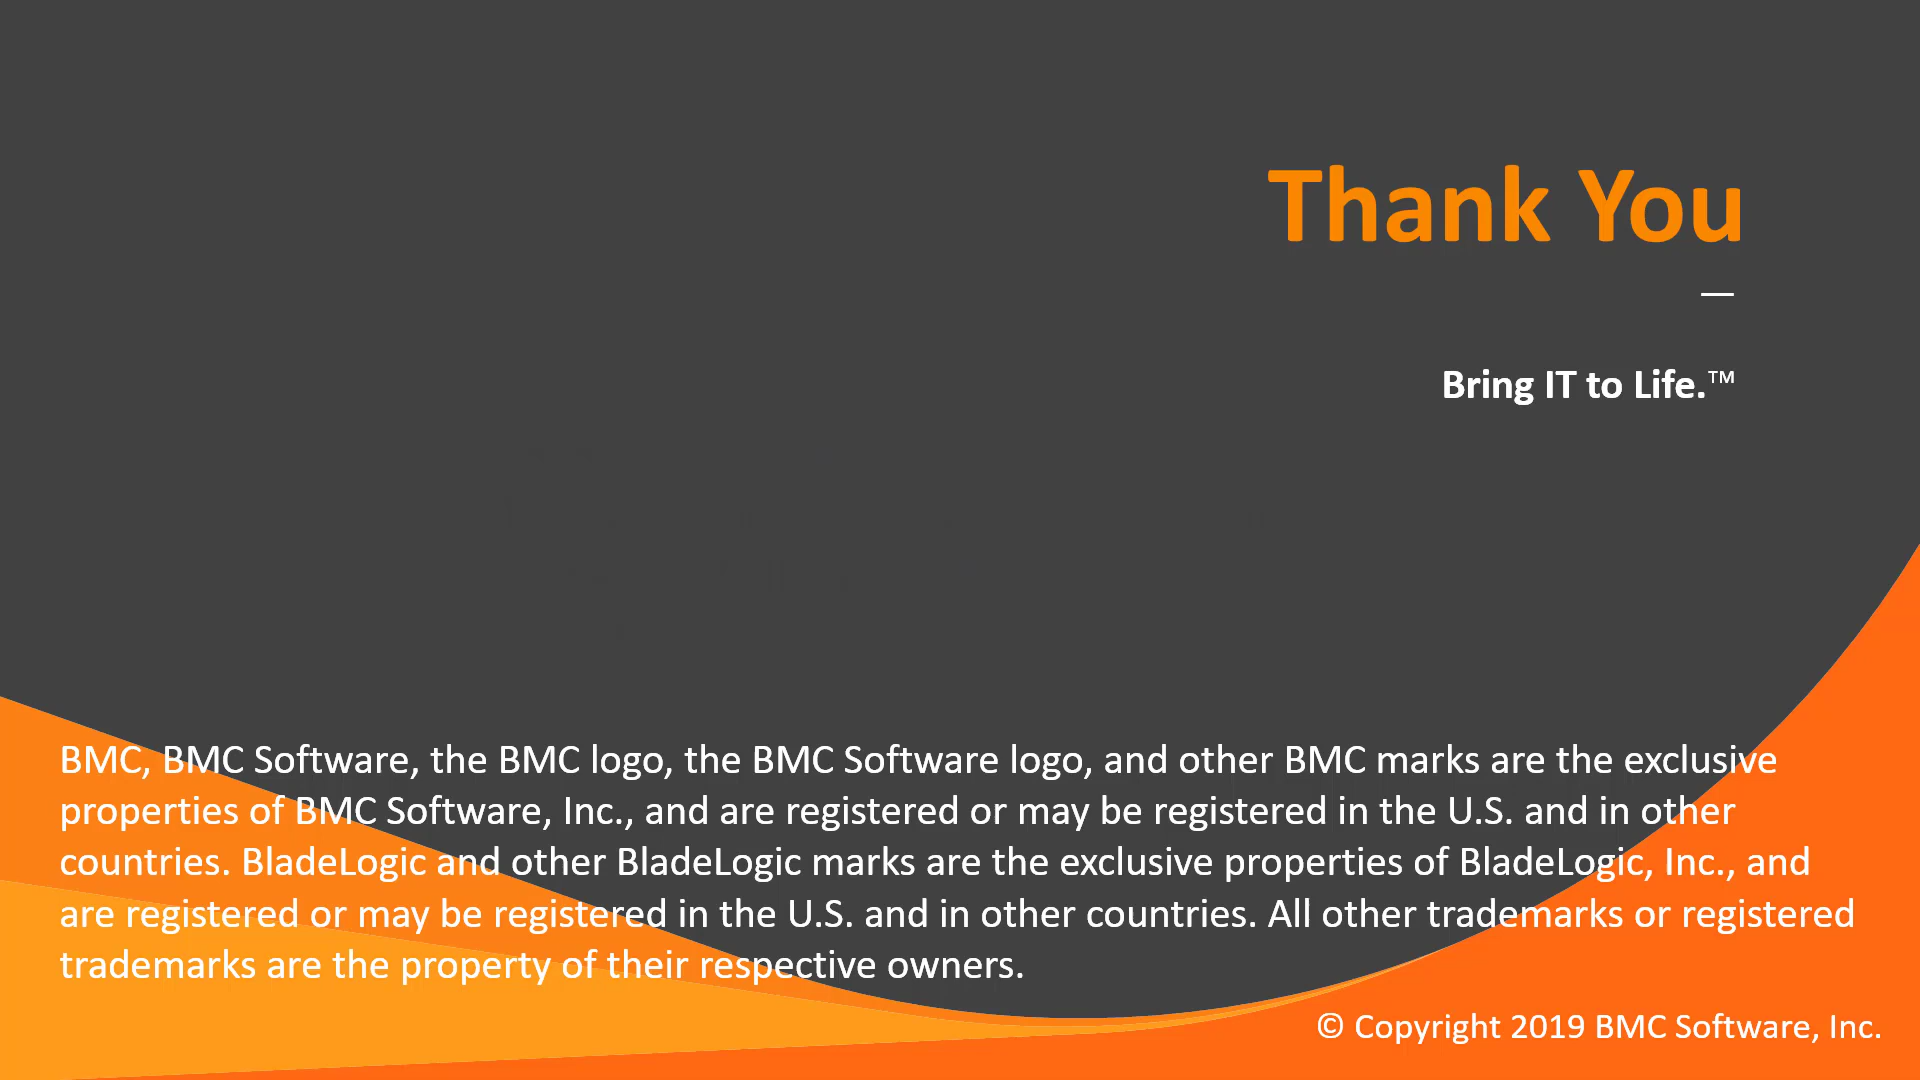 Thank You
Bring IT to Life.™
BMC, BMC Software, the BMC logo, the BMC Software logo, and other BMC marks are the exclusive
properties of BMC Software, Inc., and are registered or may be registered in the U.S. and in other
countries. BladeLogic and other BladeLogic marks are the exclusive properties of BladeLogic, Inc., and
are registered or may be registered in the U.S. and in other countries. All other trademarks or registered
trademarks are the property of their respective owners.
© Copyright 2019 BMC Software, Inc.